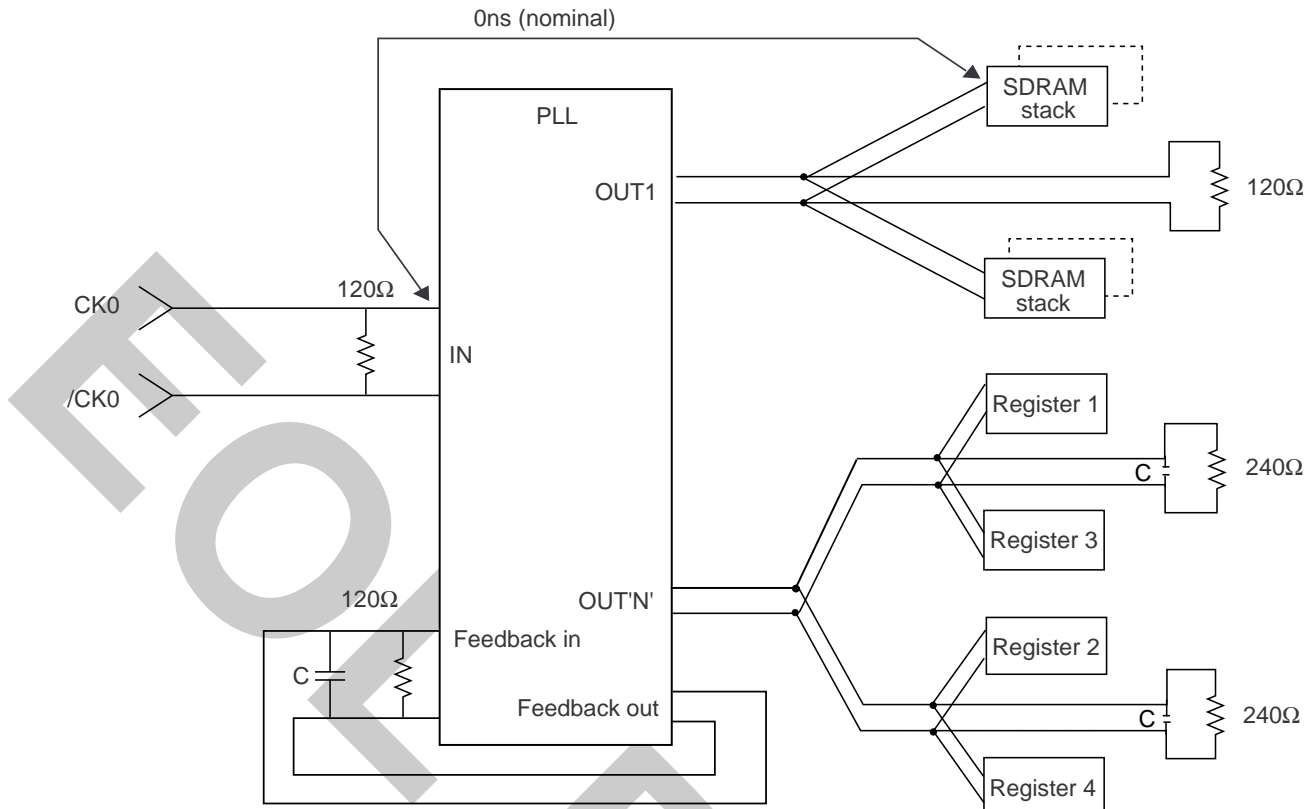 0ns (nominal)
PLL
SDRAM
stack
OUT1
120Ω
SDRAM
stack
CK0
120Ω
IN
/CK0
Register 1
C
240Ω
Register 3
OUT'N'
120Ω
Feedback in
C
Register 2
Feedback out
C
240Ω
Register 4
EOL